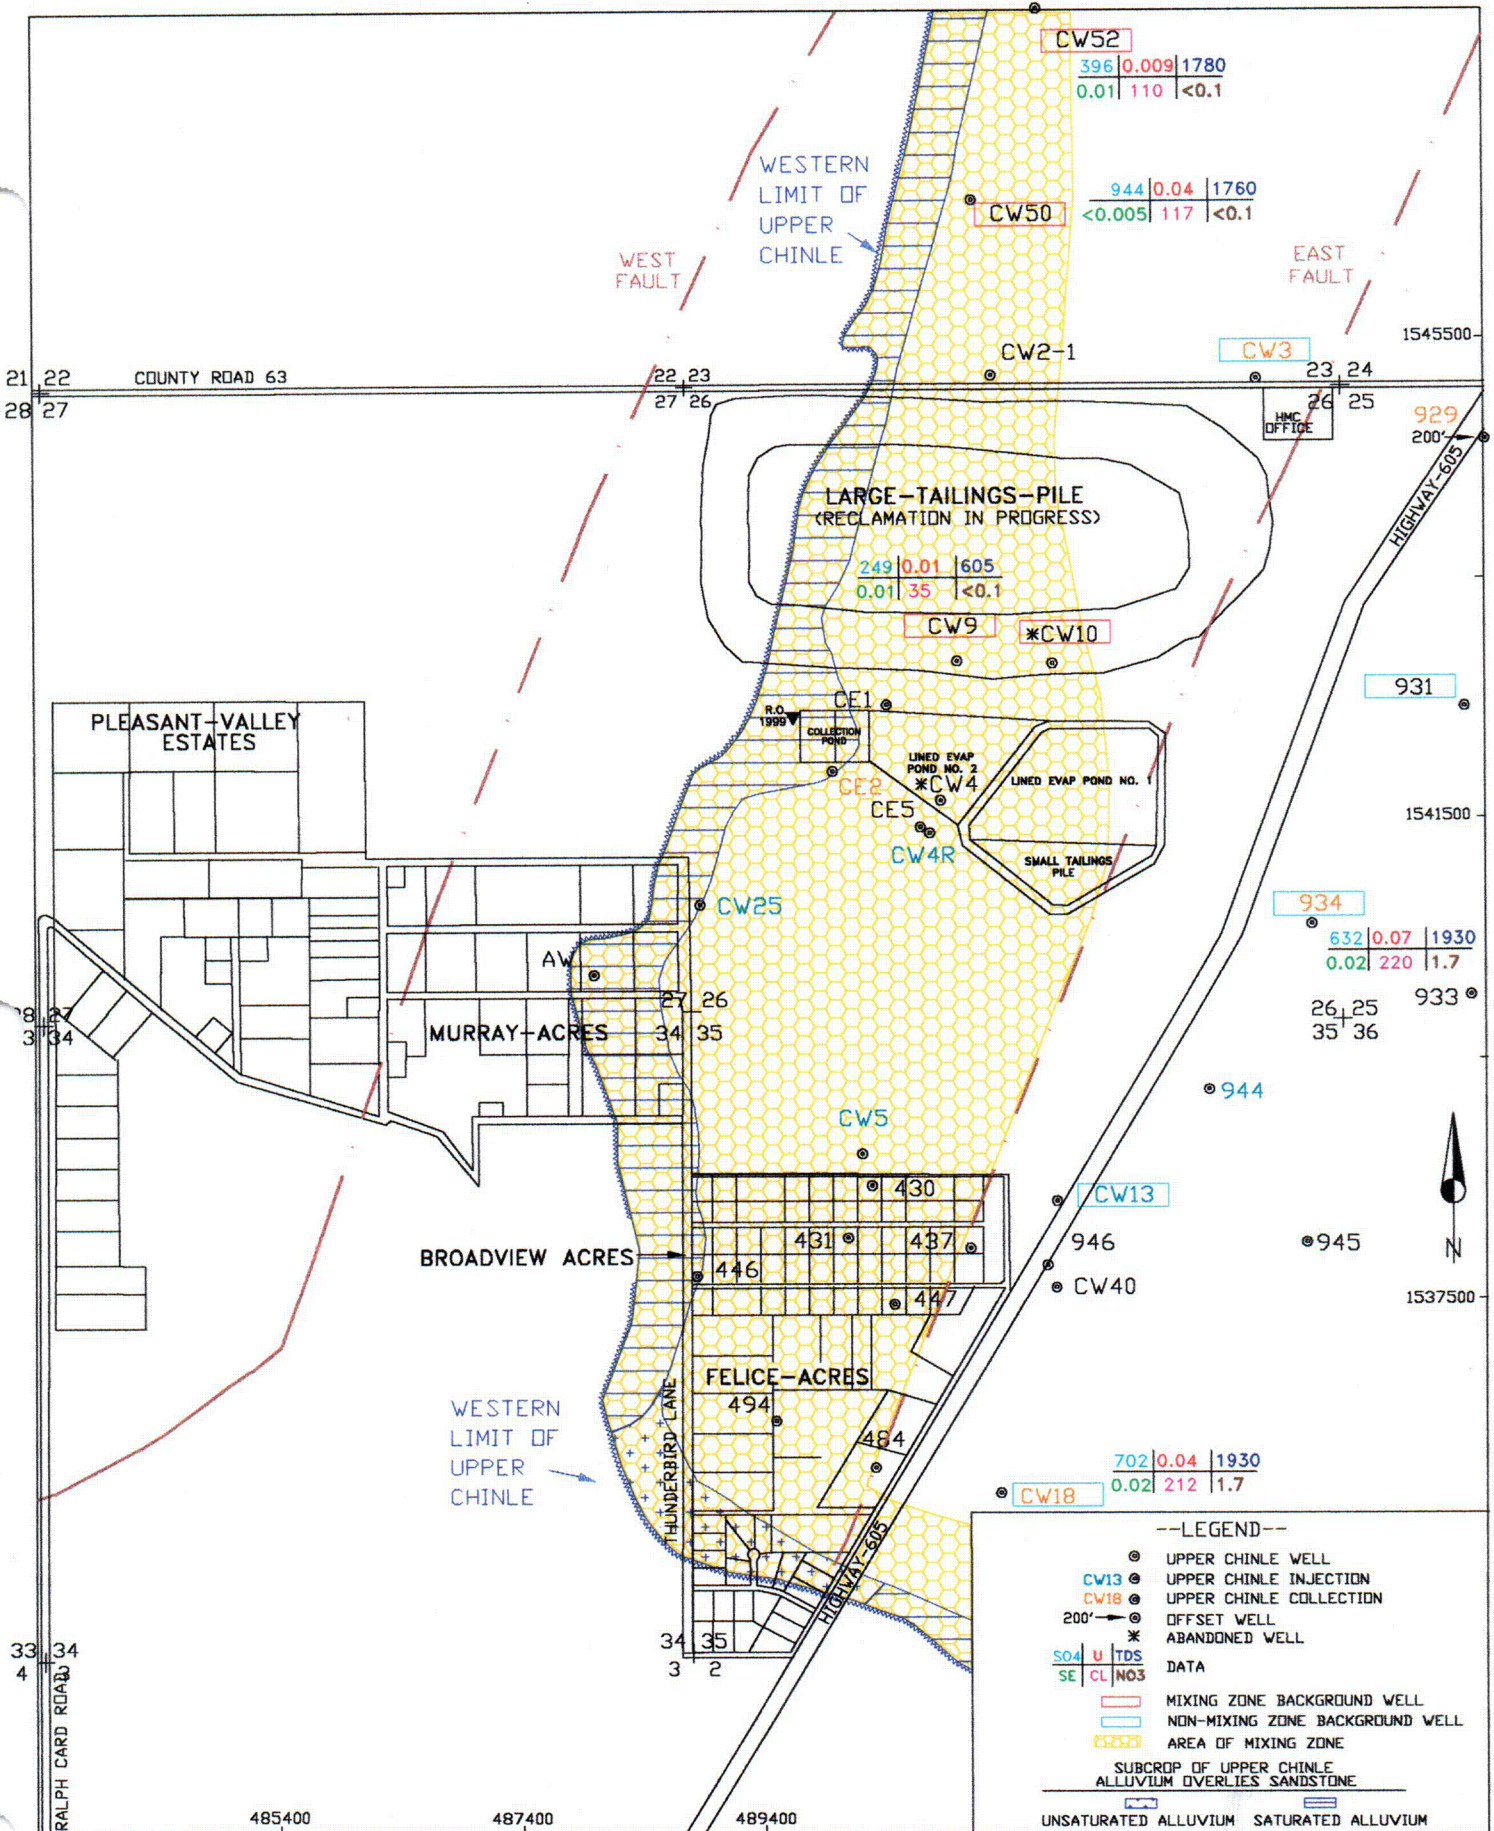 CW52
396 0.009 1780
0.01 110 <0.1
WESTERN
LIMIT OF
UPPER
CHINLE
944 0.04 1760
<0.005 117 <0.1
CW50
WEST
FAULT
EAST
FAULT
1545500
CW2-1
CW3
21 22
28 27
COUNTY ROAD 63
22 23
27 26
23 24
26 25
HMC
OFFICE
929
200'
HIGHWAY-605
LARGE-TAILINGS-PILE
(RECLAMATION IN PROGRESS)
249 0.01 605
0.01 35 <0.1
CW9
CW10
931
CE1
R.O.
1999
COLLECTION
POND
PLEASANT-VALLEY
ESTATES
LINED EVAP
POND NO. 2
LINED EVAP POND NO. 1
CE2
CW4
CE5
1541500
CW4R
SMALL TAILINGS
PILE
CW25
934
632 0.07 1930
0.02 220 1.7
AW
933
27 26
34 35
26 25
35 36
27
34
MURRAY-ACRES
944
CW5
430
CW13
431
437
946
945
N
BROADVIEW ACRES
446
CW40
447
1537500
FELICE-ACRES
494
THUNDERBIRD LANE
WESTERN
LIMIT OF
UPPER
CHINLE
484
702 0.04 1930
0.02 212 1.7
CW18
HIGHWAY-605
33 34
4 3
34 35
3 2
RALPH CARD ROAD
485400
487400
489400
--LEGEND--
UPPER CHINLE WELL
CW13 UPPER CHINLE INJECTION
CW18 UPPER CHINLE COLLECTION
200' OFFSET WELL
ABANDONED WELL
SO4 U TDS
SE CL NO3
DATA
MIXING ZONE BACKGROUND WELL
NON-MIXING ZONE BACKGROUND WELL
AREA OF MIXING ZONE
SUBCROP OF UPPER CHINLE
ALLUVIUM OVERLIES SANDSTONE
UNSATURATED ALLUVIUM SATURATED ALLUVIUM